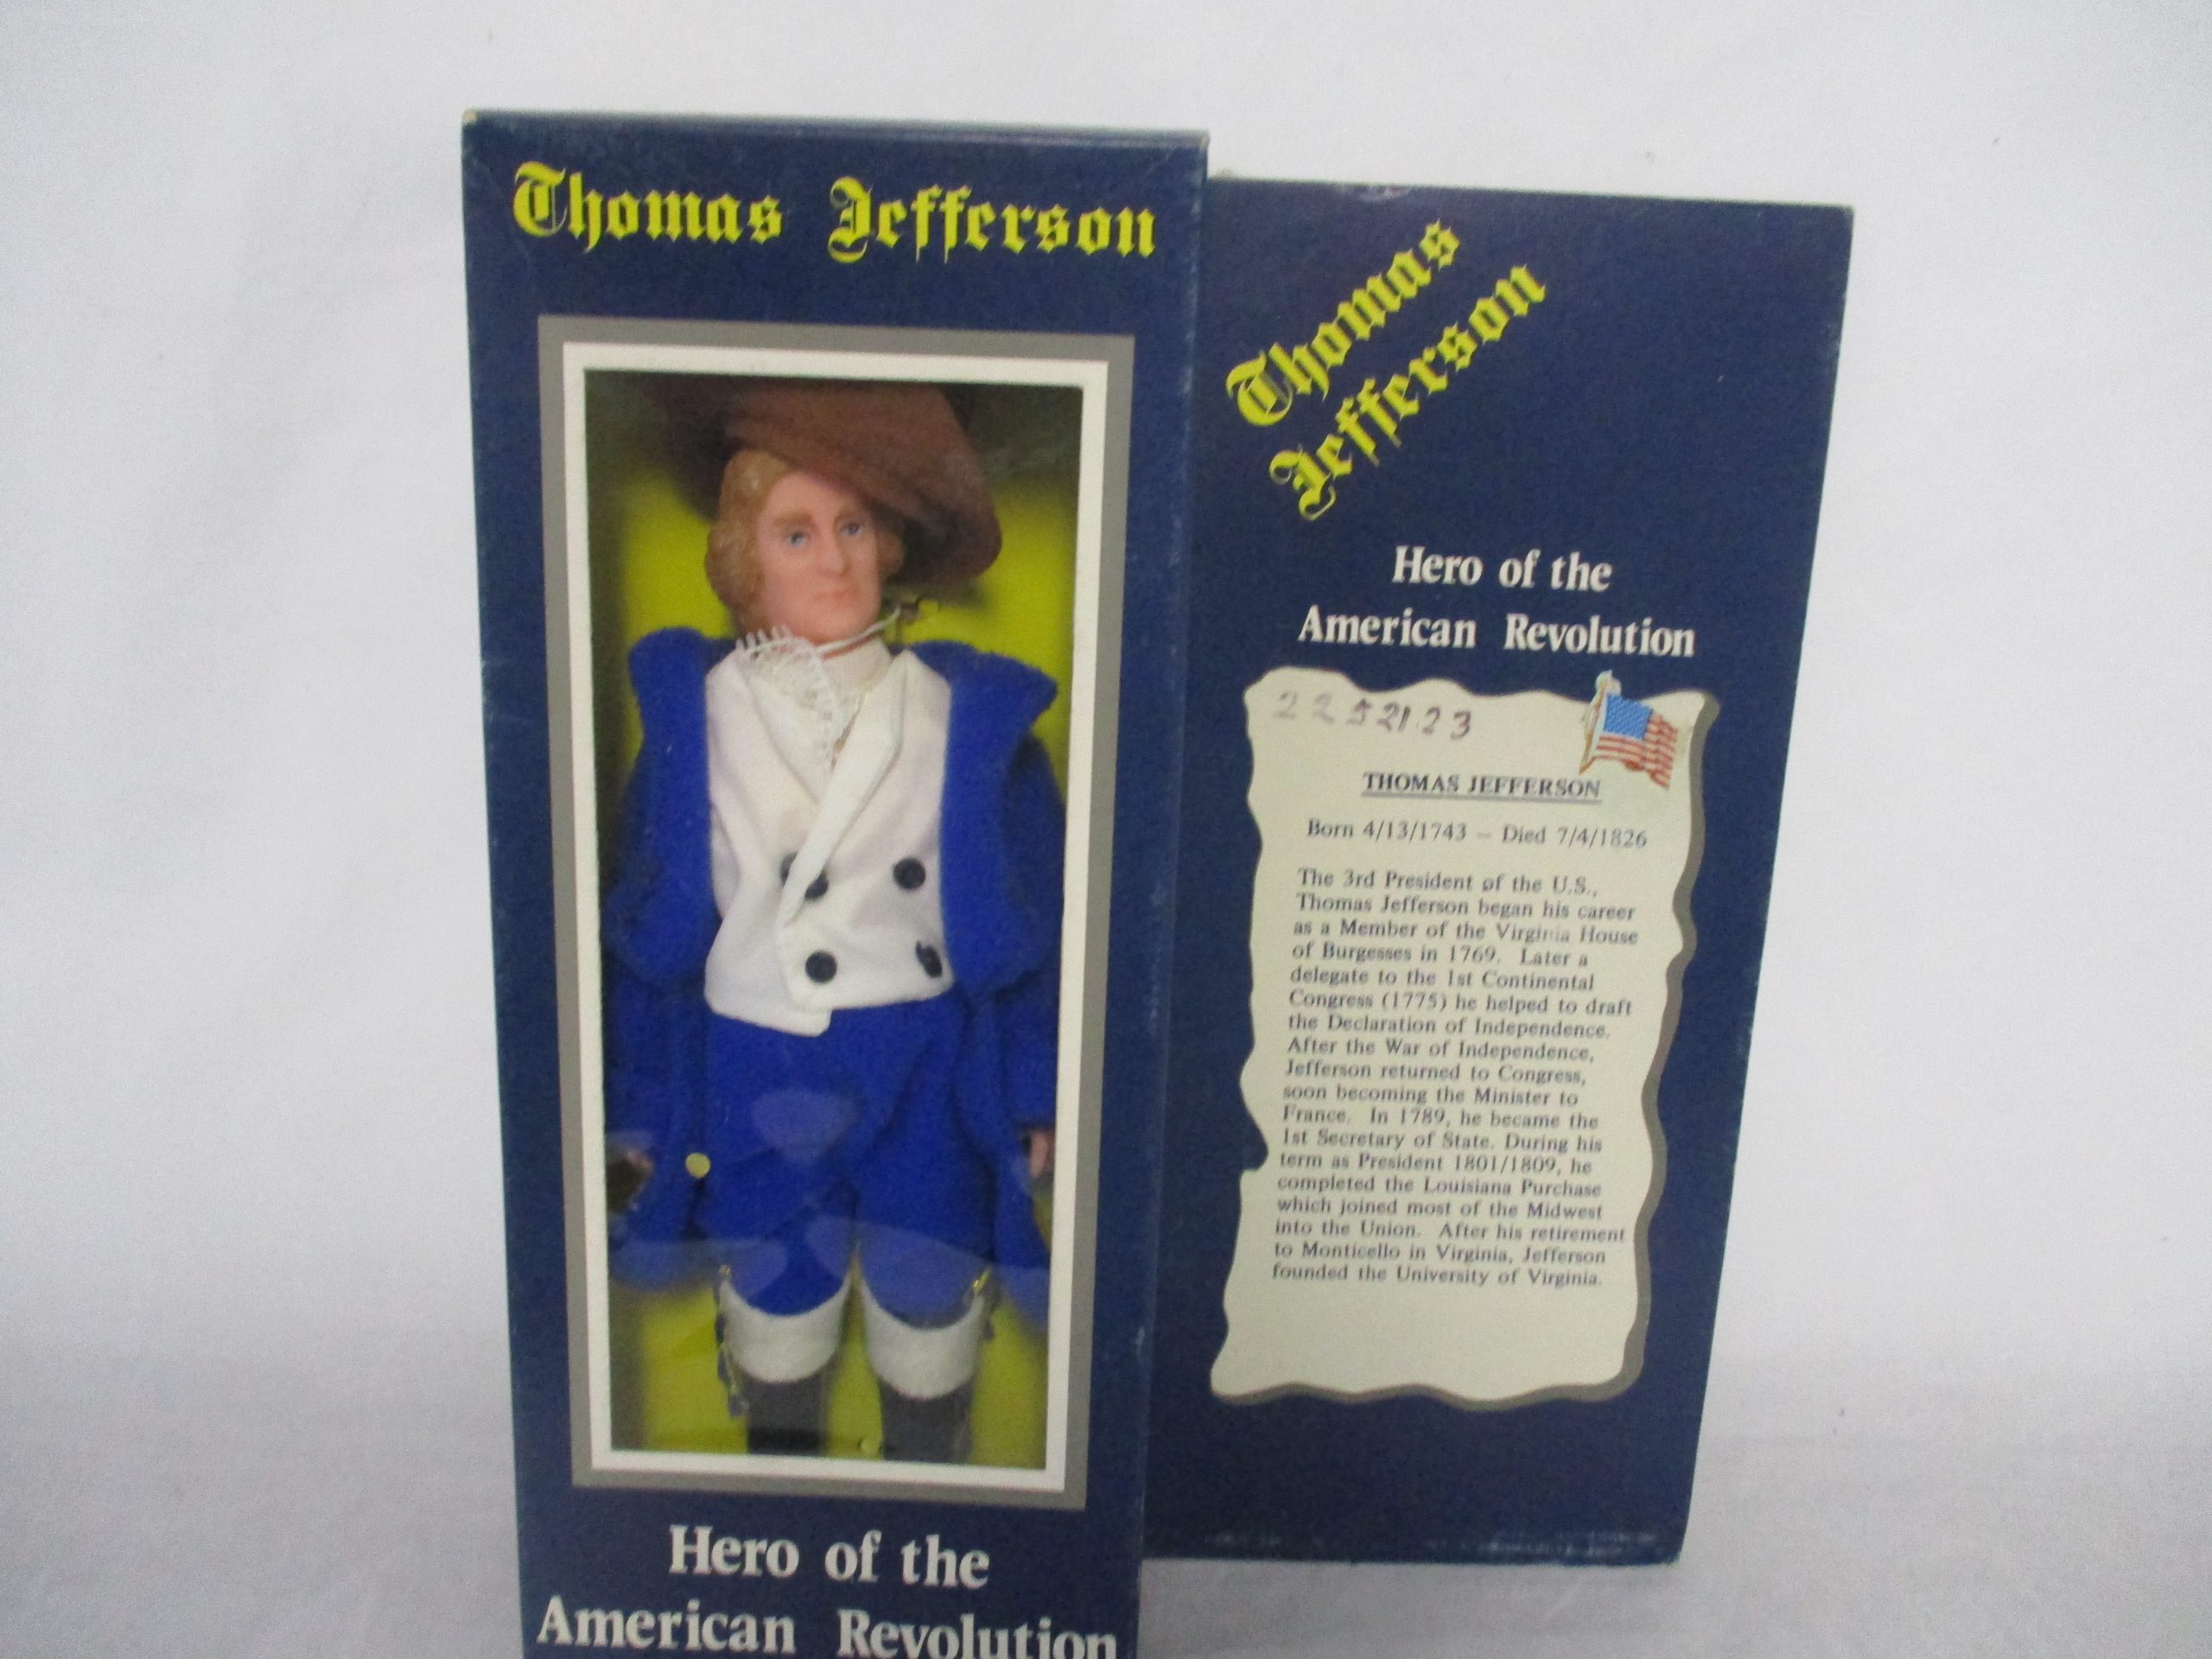 Thomas Jefferson
Hero of the
American Revolution
Thomas
Jefferson
Hero of the
American Revolution
2252123
THOMAS JEFFERSON
Born 4/13/1743 – Died 7/4/1826
The 3rd President of the U.S.,
Thomas Jefferson began his career
as a Member of the Virginia House
of Burgesses in 1769. Later a
delegate to the 1st Continental
Congress (1775) he helped to draft
the Declaration of Independence.
After the War of Independence,
Jefferson returned to Congress,
soon becoming the Minister to
France. In 1789, he became the
1st Secretary of State. During his
term as President 1801/1809, he
completed the Louisiana Purchase
which joined most of the Midwest
into the Union. After his retirement
to Monticello in Virginia, Jefferson
founded the University of Virginia.